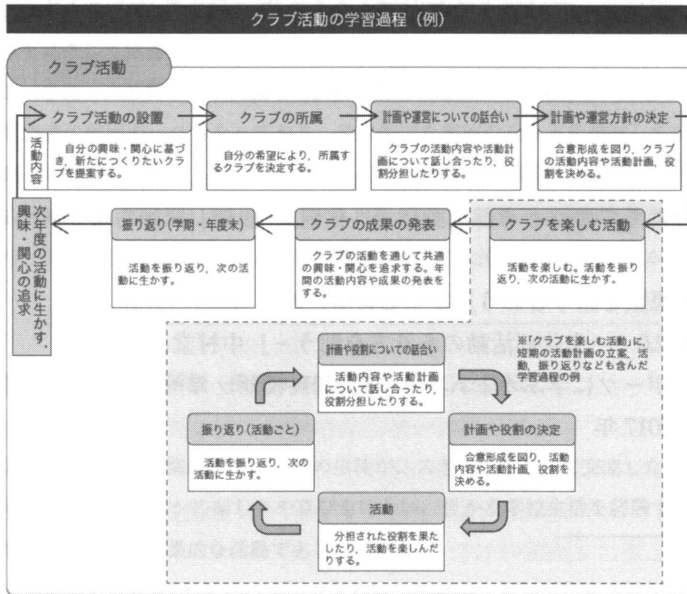 クラブ活動の学習過程（例）
クラブ活動
クラブ活動の設置
活動内容
自分の興味・関心に基づ
き，新たにつくりたいクラ
ブを提案する。
クラブの所属
自分の希望により，所属す
るクラブを決定する。
計画や運営についての話合い
クラブの活動内容や活動計
画について話し合ったり，役
割分担したりする。
計画や運営方針の決定
合意形成を図り，クラブ
の活動内容や活動計画，役
割を決める。
クラブを楽しむ活動
活動を楽しむ。活動を振り
返り，次の活動に生かす。
クラブの成果の発表
クラブの活動を通して共通
の興味・関心を追求する。年
間の活動内容や成果の発表を
する。
振り返り（学期・年度末）
活動を振り返り，次の活
動に生かす。
次年度の活動に生かす，
興味・関心の追求
※「クラブを楽しむ活動」に，
短期の活動計画の立案，活
動，振り返りなども含んだ
学習過程の例
計画や役割についての話合い
活動内容や活動計画
について話し合ったり，
役割分担したりする。
計画や役割の決定
合意形成を図り，活動
内容や活動計画，役割を
決める。
活動
分担された役割を果た
したり，活動を楽しんだ
りする。
振り返り（活動ごと）
活動を振り返り，次の
活動に生かす。